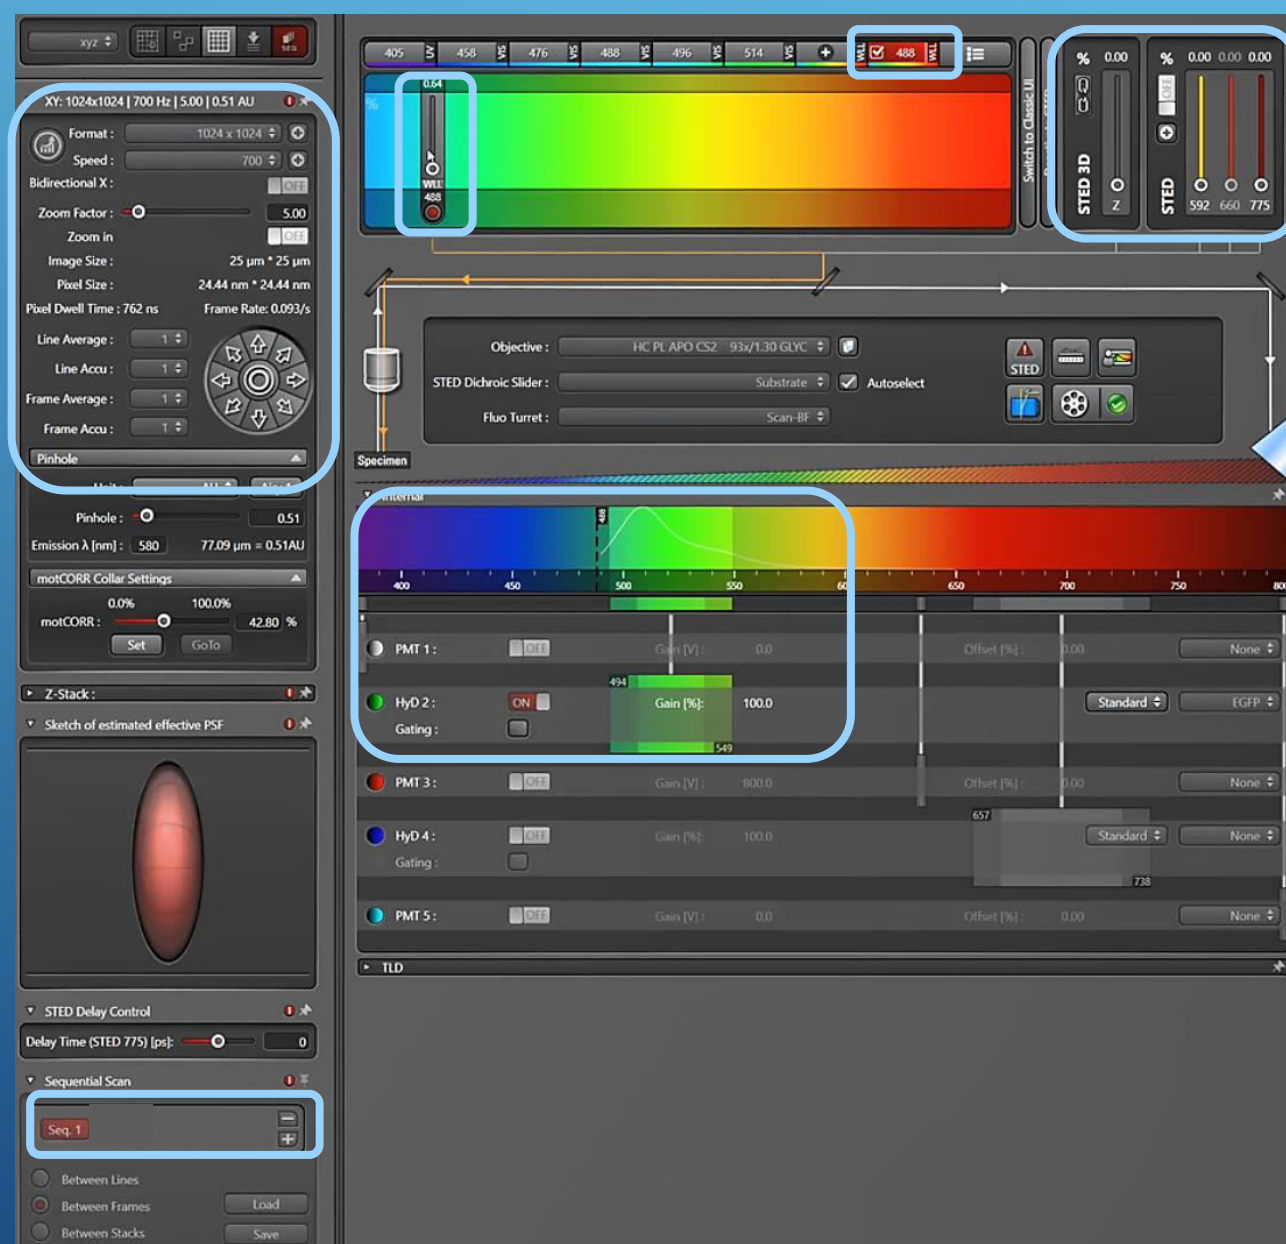 xyz
SEQ
XY: 1024x1024 | 700 Hz | 5.00 | 0.51 AU
Format : 1024 x 1024
Speed : 700
Bidirectional X : OFF
Zoom Factor : 5.00
Zoom in OFF
Image Size : 25 µm * 25 µm
Pixel Size : 24.44 nm * 24.44 nm
Pixel Dwell Time : 762 ns Frame Rate: 0.093/s
Line Average : 1
Line Accu : 1
Frame Average : 1
Frame Accu : 1
Pinhole
Pinhole : 0.51
Emission λ [nm] : 580 77.09 µm = 0.51AU
motCORR Collar Settings
0.0% 100.0%
motCORR : 42.80 %
Set GoTo
Z-Stack :
Sketch of estimated effective PSF
STED Delay Control
Delay Time (STED 775) [ps]: 0
Sequential Scan
Seq. 1
Between Lines
Between Frames Load
Between Stacks Save
405 UV 458 VIS 476 VIS 488 VIS 496 VIS 514 VIS WLL 488 WLL
%
0.64
WLL
488
Switch to Classic UI
% 0.00
STED 3D
Z
% 0.00 0.00 0.00
OFF
STED
592 660 775
Objective : HC PL APO CS2 93x/1.30 GLYC
STED Dichroic Slider : Substrate Autoselect
Fluo Turret : Scan-BF
STED
Specimen
Internal
488
400 450 500 550 650 700 750
PMT 1 : OFF Gain [V] : 0.0 Offset [%] : 0.00 None
494
HyD 2 : ON Gain [%]: 100.0 Standard EGFP
Gating :
549
PMT 3 : OFF Gain [V] : 800.0 Offset [%] : 0.00 None
657
HyD 4 : OFF Gain [%]: 100.0 Standard None
Gating :
738
PMT 5 : OFF Gain [V] : 0.0 Offset [%] : 0.00 None
TLD